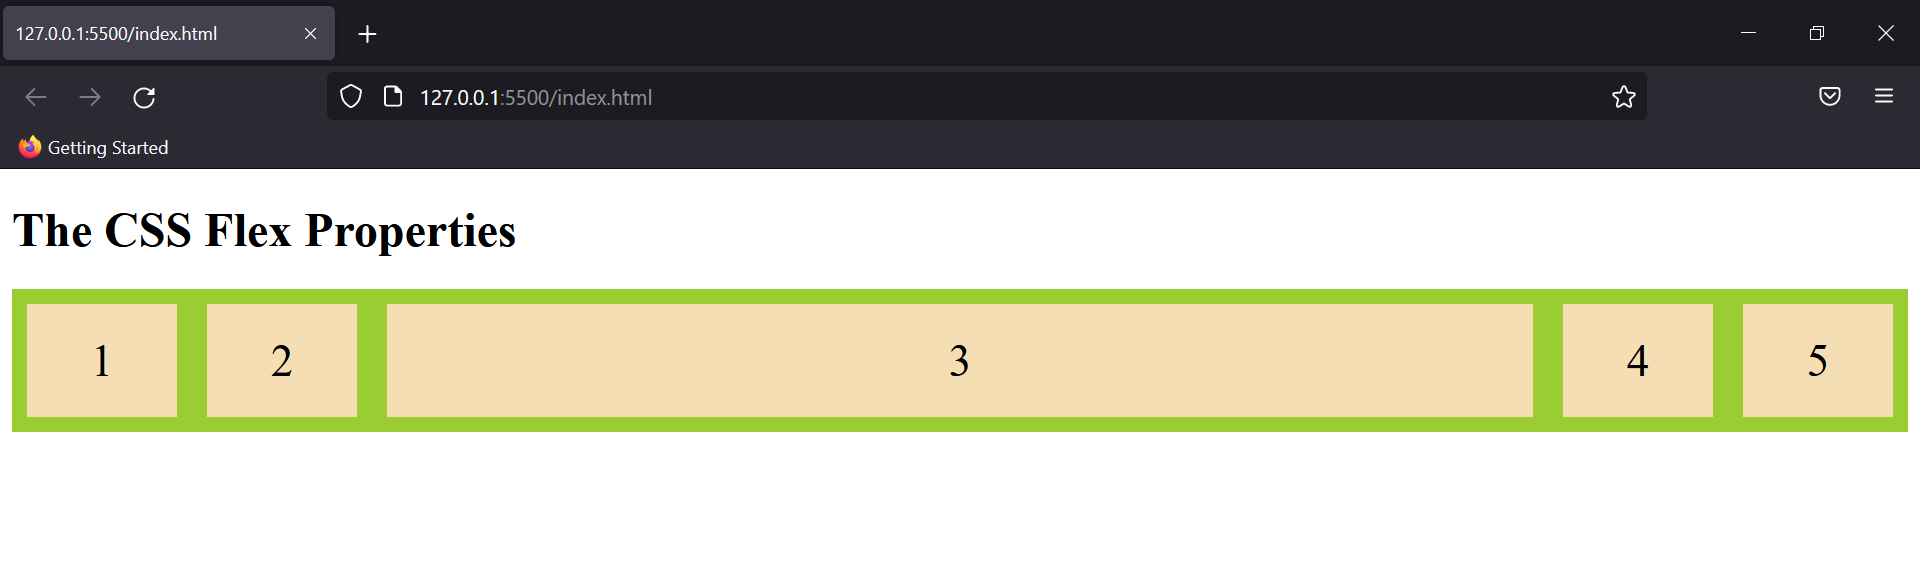 127.0.0.1:5500/index.html
127.0.0.1:5500/index.html
Getting Started
The CSS Flex Properties
1 2 3 4 5